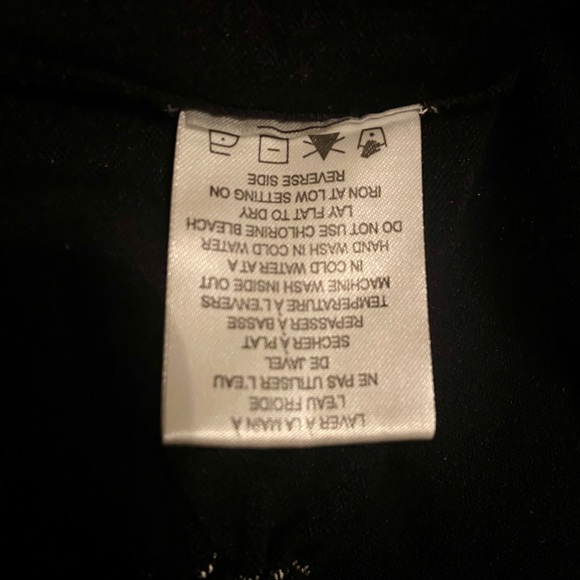 LAVER À LA MAIN À
L'EAU FROIDE
NE PAS UTILISER L'EAU
DE JAVEL
SECHER À PLAT
REPASSER À BASSE
TEMPERATURE À L'ENVERS
MACHINE WASH INSIDE OUT
IN COLD WATER AT A
HAND WASH IN COLD WATER
DO NOT USE CHLORINE BLEACH
LAY FLAT TO DRY
IRON AT LOW SETTING ON
REVERSE SIDE